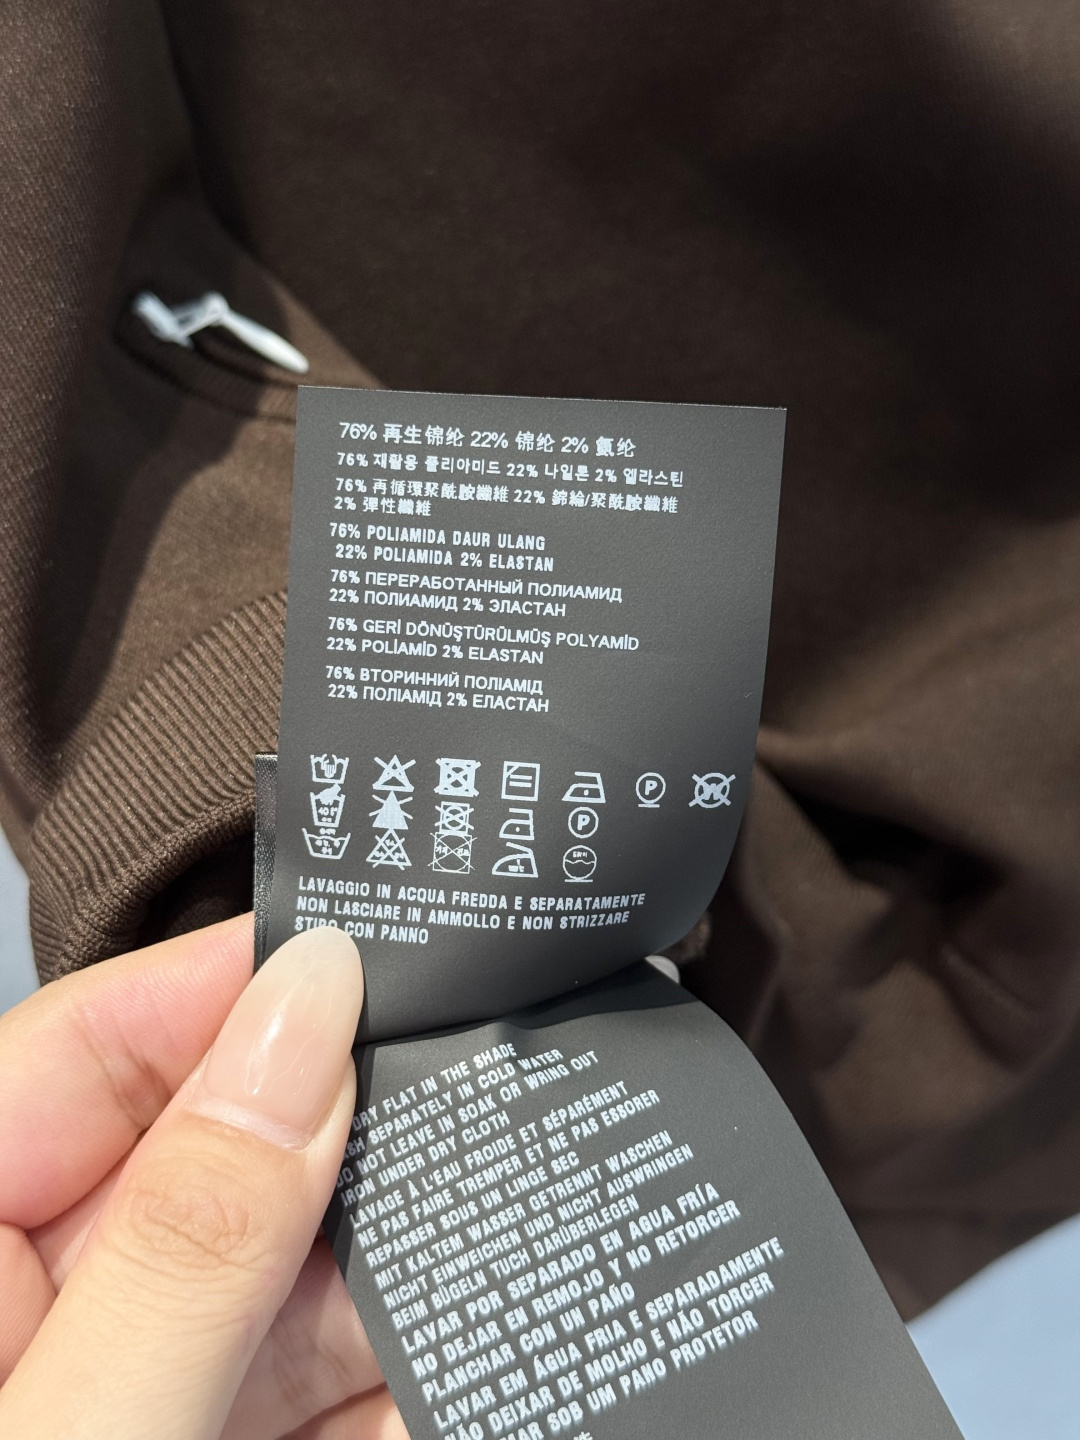 76% 再生锦纶 22% 锦纶 2% 氨纶
76% 재활용 폴리아미드 22% 나일론 2% 엘라스틴
76% 再循環聚酰胺纖維 22% 錦綸/聚酰胺纖維
2% 彈性纖維
76% POLIAMIDA DAUR ULANG
22% POLIAMIDA 2% ELASTAN
76% ПЕРЕРАБОТАННЫЙ ПОЛИАМИД
22% ПОЛИАМИД 2% ЭЛАСТАН
76% GERİ DÖNÜŞTÜRÜLMÜŞ POLYAMİD
22% POLİAMİD 2% ELASTAN
76% ВТОРИННИЙ ПОЛІАМІД
22% ПОЛІАМІД 2% ЕЛАСТАН
P W
P
LAVAGGIO IN ACQUA FREDDA E SEPARATAMENTE
NON LASCIARE IN AMMOLLO E NON STRIZZARE
CON PANNO
DRY FLAT IN THE SHADE
SEPARATELY IN COLD WATER
DO NOT LEAVE IN SOAK OR WRING OUT
IRON UNDER DRY CLOTH
LAVAGE À L'EAU FROIDE ET SÉPARÉMENT
NE PAS FAIRE TREMPER ET NE PAS ESSORER
REPASSER SOUS UN LINGE SEC
MIT KALTEM WASSER GETRENNT WASCHEN
NICHT EINWEICHEN UND NICHT AUSWRINGEN
BEIM BÜGELN TUCH DARÜBERLEGEN
LAVAR POR SEPARADO EN AGUA FRÍA
NO DEJAR EN REMOJO Y NO RETORCER
PLANCHAR CON UN PAÑO
LAVAR EM ÁGUA FRIA E SEPARADAMENTE
NÃO DEIXAR DE MOLHO E NÃO TORCER
SOB UM PANO PROTETOR